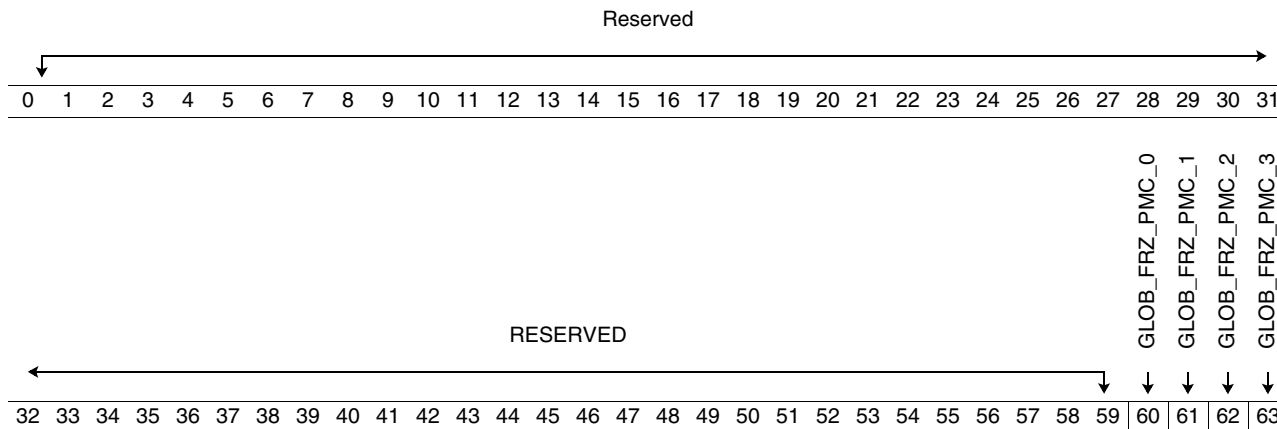 Reserved
0 1 2 3 4 5 6 7 8 9 10 11 12 13 14 15 16 17 18 19 20 21 22 23 24 25 26 27 28 29 30 31
GLOB_FRZ_PMC_0
GLOB_FRZ_PMC_1
GLOB_FRZ_PMC_2
GLOB_FRZ_PMC_3
RESERVED
32 33 34 35 36 37 38 39 40 41 42 43 44 45 46 47 48 49 50 51 52 53 54 55 56 57 58 59 60 61 62 63